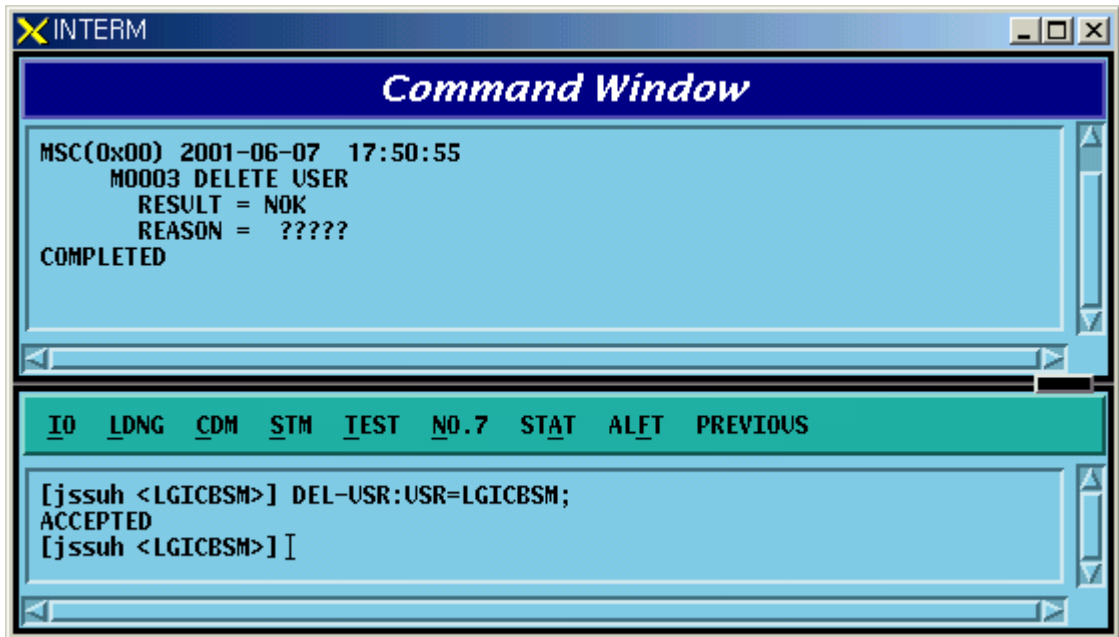 INTERM
Command Window
MSC(0x00) 2001-06-07 17:50:55
M0003 DELETE USER
RESULT = NOK
REASON = ?????
COMPLETED
IO LDNG CDM STM TEST NO.7 STAT ALFT PREVIOUS
[jssuh <LGICBSM>] DEL-USR:USR=LGICBSM;
ACCEPTED
[jssuh <LGICBSM>]